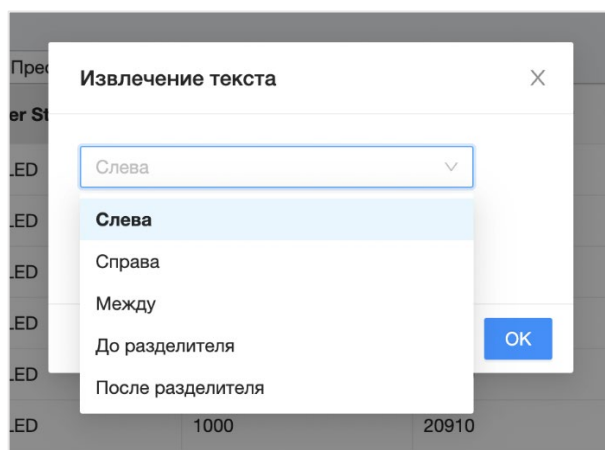 Извлечение текста
er St
LED
Слева
LED
Слева
LED
Справа
Между
LED
До разделителя
OK
LED
После разделителя
LED 1000 20910